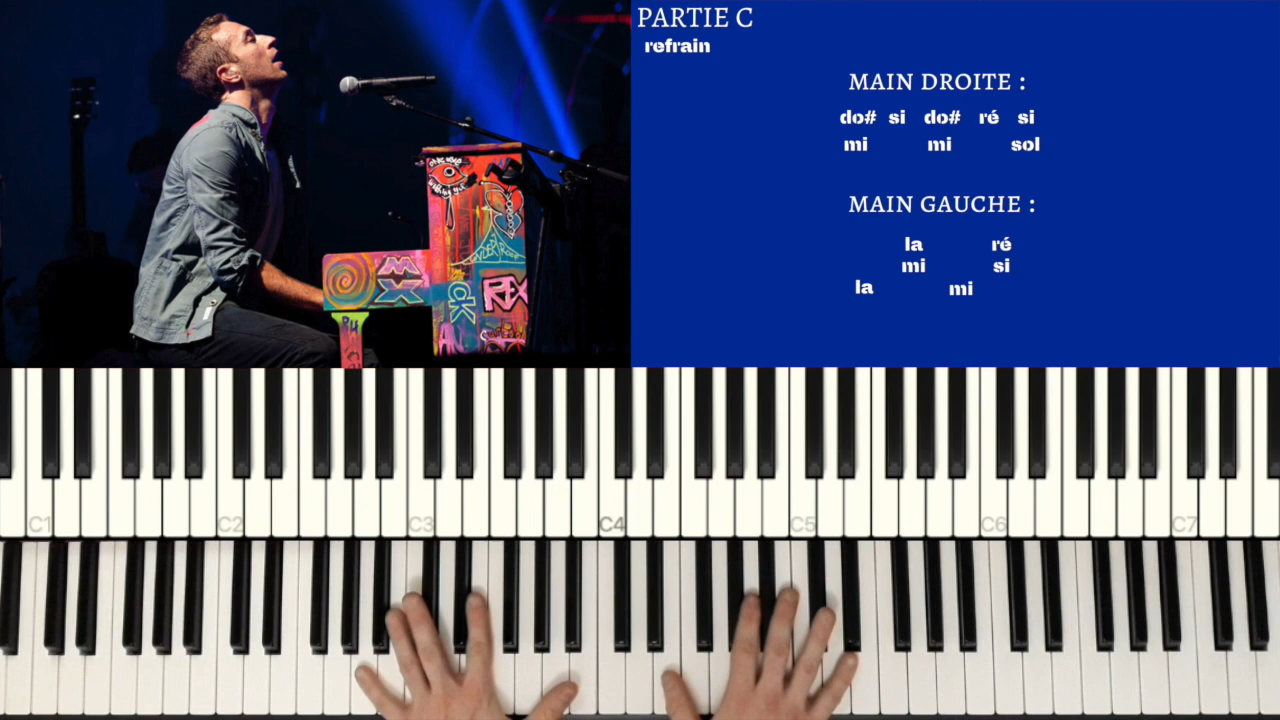 PARTIE C
refrain
MAIN DROITE :
do# si do# ré si
mi mi sol
MAIN GAUCHE :
la ré
mi si
la mi
C1 C2 C3 C4 C5 C6 C7